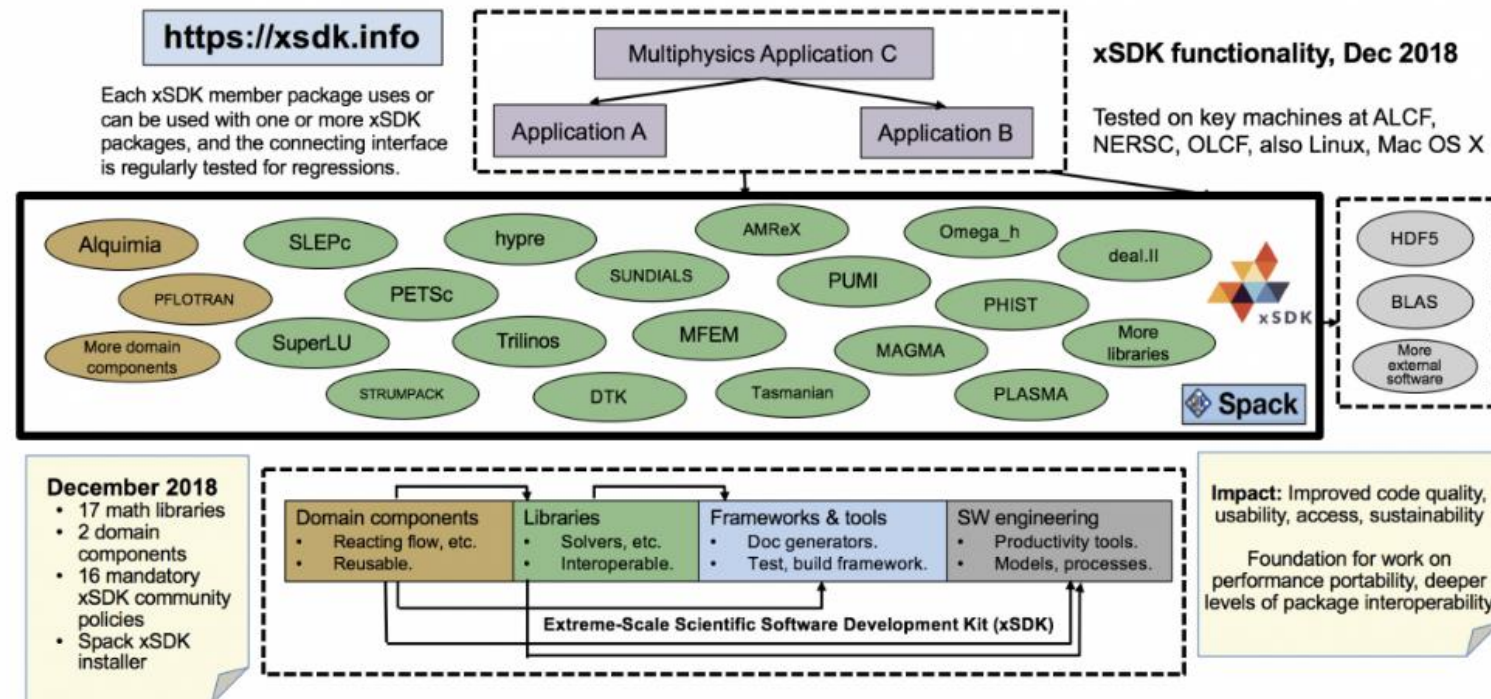 https://xsdk.info
Each xSDK member package uses or
can be used with one or more xSDK
packages, and the connecting interface
is regularly tested for regressions.
Multiphysics Application C
Application A
Application B
xSDK functionality, Dec 2018
Tested on key machines at ALCF,
NERSC, OLCF, also Linux, Mac OS X
Alquimia
PFLOTRAN
More domain
components
SLEPc
PETSc
SuperLU
STRUMPACK
hypre
SUNDIALS
Trilinos
DTK
AMReX
MFEM
Tasmanian
Omega_h
PUMI
MAGMA
PHIST
PLASMA
deal.II
More
libraries
xSDK
Spack
HDF5
BLAS
More
external
software
December 2018
• 17 math libraries
• 2 domain
components
• 16 mandatory
xSDK community
policies
• Spack xSDK
installer
Domain components
• Reacting flow, etc.
• Reusable.
Libraries
• Solvers, etc.
• Interoperable.
Frameworks & tools
• Doc generators.
• Test, build framework.
SW engineering
• Productivity tools.
• Models, processes.
Extreme-Scale Scientific Software Development Kit (xSDK)
Impact: Improved code quality,
usability, access, sustainability
Foundation for work on
performance portability, deeper
levels of package interoperability